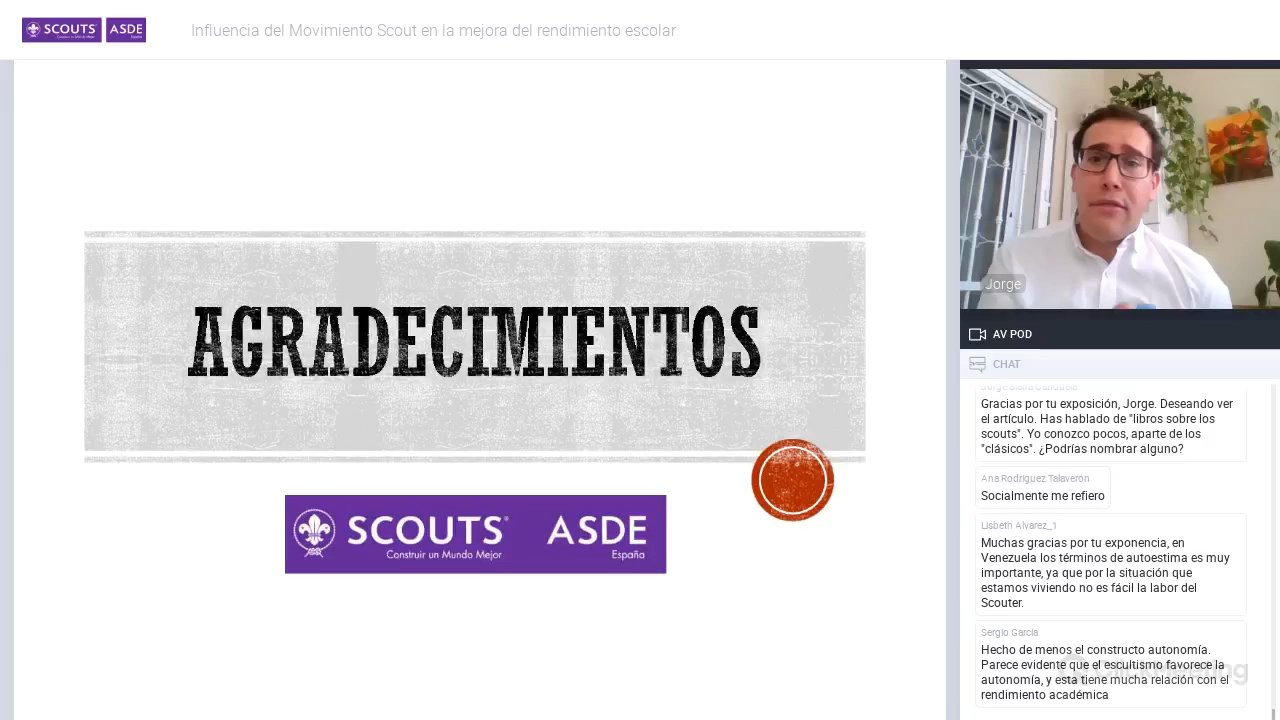 SCOUTS ASDE
Influencia del Movimiento Scout en la mejora del rendimiento escolar
AGRADECIMIENTOS
SCOUTS® ASDE
Construir un Mundo Mejor España
Jorge
AV POD
CHAT
Gracias por tu exposición, Jorge. Deseando ver
el artículo. Has hablado de "libros sobre los
scouts". Yo conozco pocos, aparte de los
"clásicos". ¿Podrías nombrar alguno?
Ana Rodríguez Talaverón
Socialmente me refiero
Lisbeth Alvarez_1
Muchas gracias por tu exponencia, en
Venezuela los términos de autoestima es muy
importante, ya que por la situación que
estamos viviendo no es fácil la labor del
Scouter.
Sergio García
Hecho de menos el constructo autonomía.
Parece evidente que el escultismo favorece la
autonomía, y esta tiene mucha relación con el
rendimiento académica
ClickMeeting